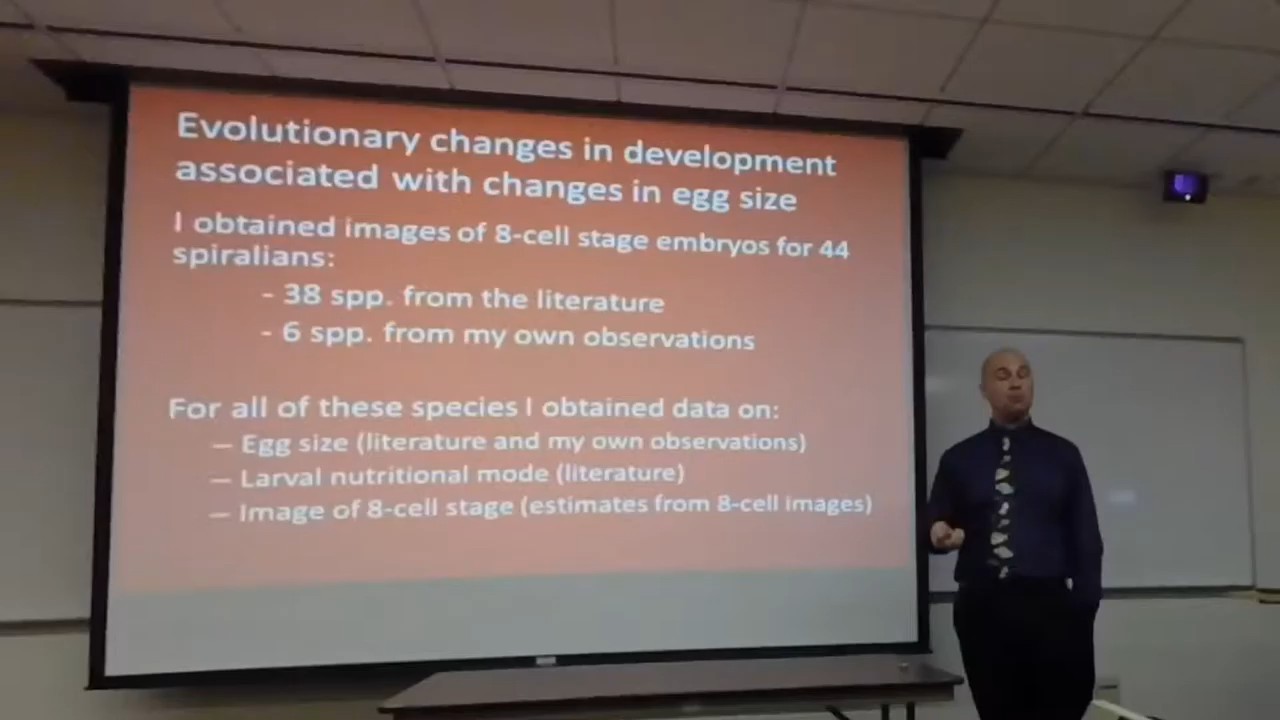 Evolutionary changes in development
associated with changes in egg size
I obtained images of 8-cell stage embryos for 44
spiralians:
- 38 spp. from the literature
- 6 spp. from my own observations
For all of these species I obtained data on:
— Egg size (literature and my own observations)
— Larval nutritional mode (literature)
— Image of 8-cell stage (estimates from 8-cell images)